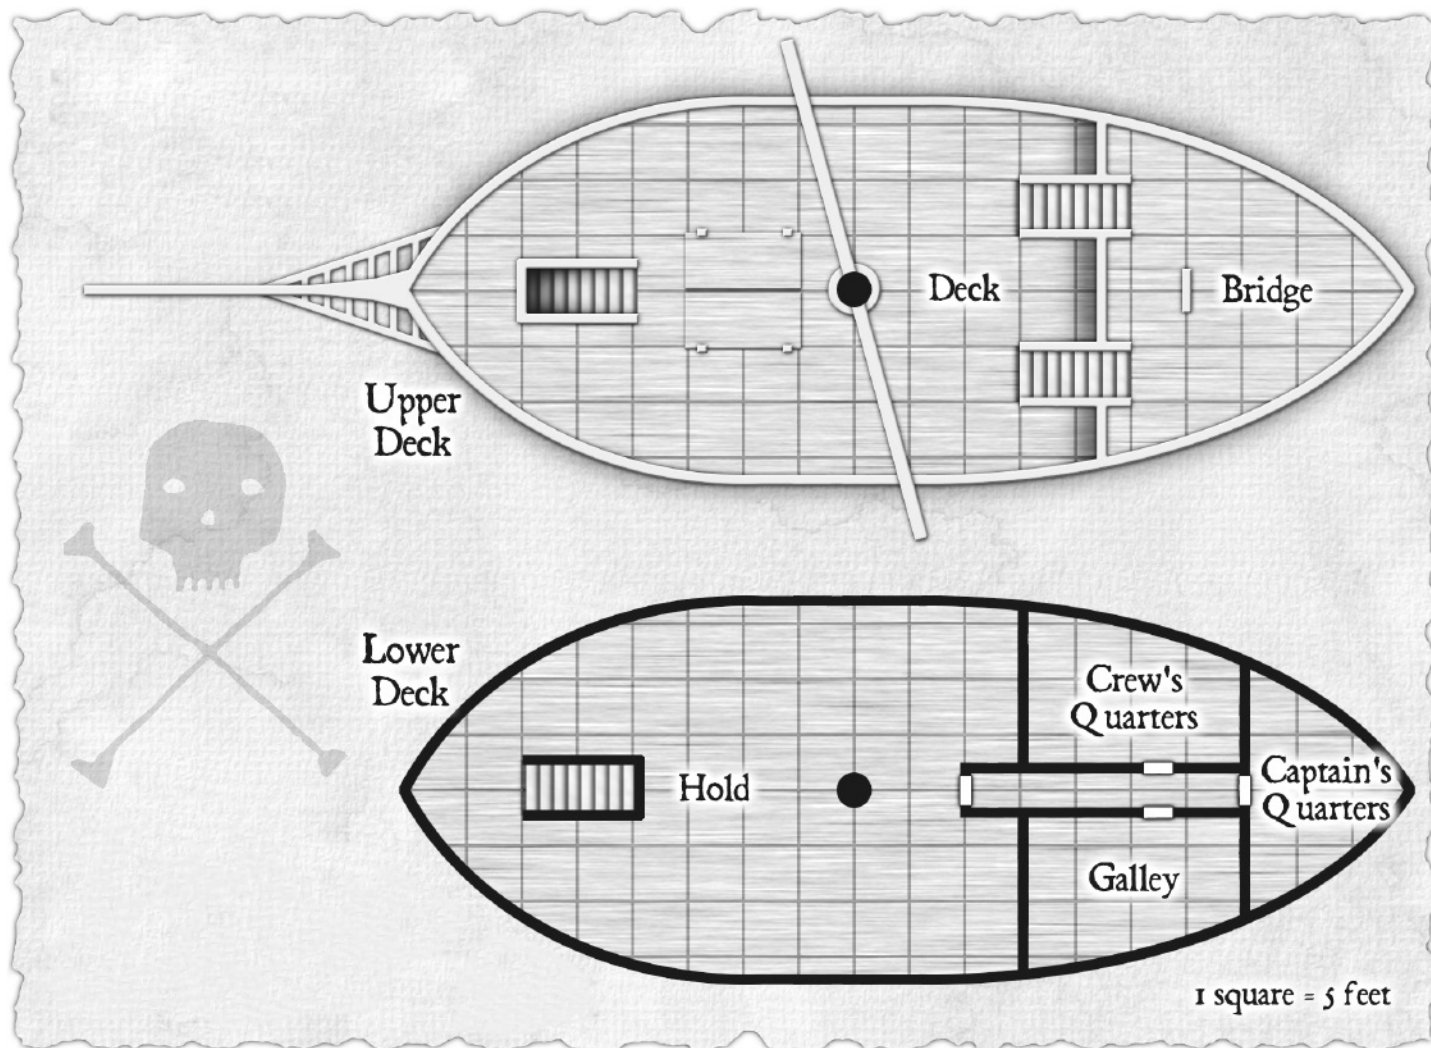 Deck
Bridge
Upper
Deck
Lower
Deck
Crew's
Quarters
Hold
Captain's
Quarters
Galley
1 square = 5 feet